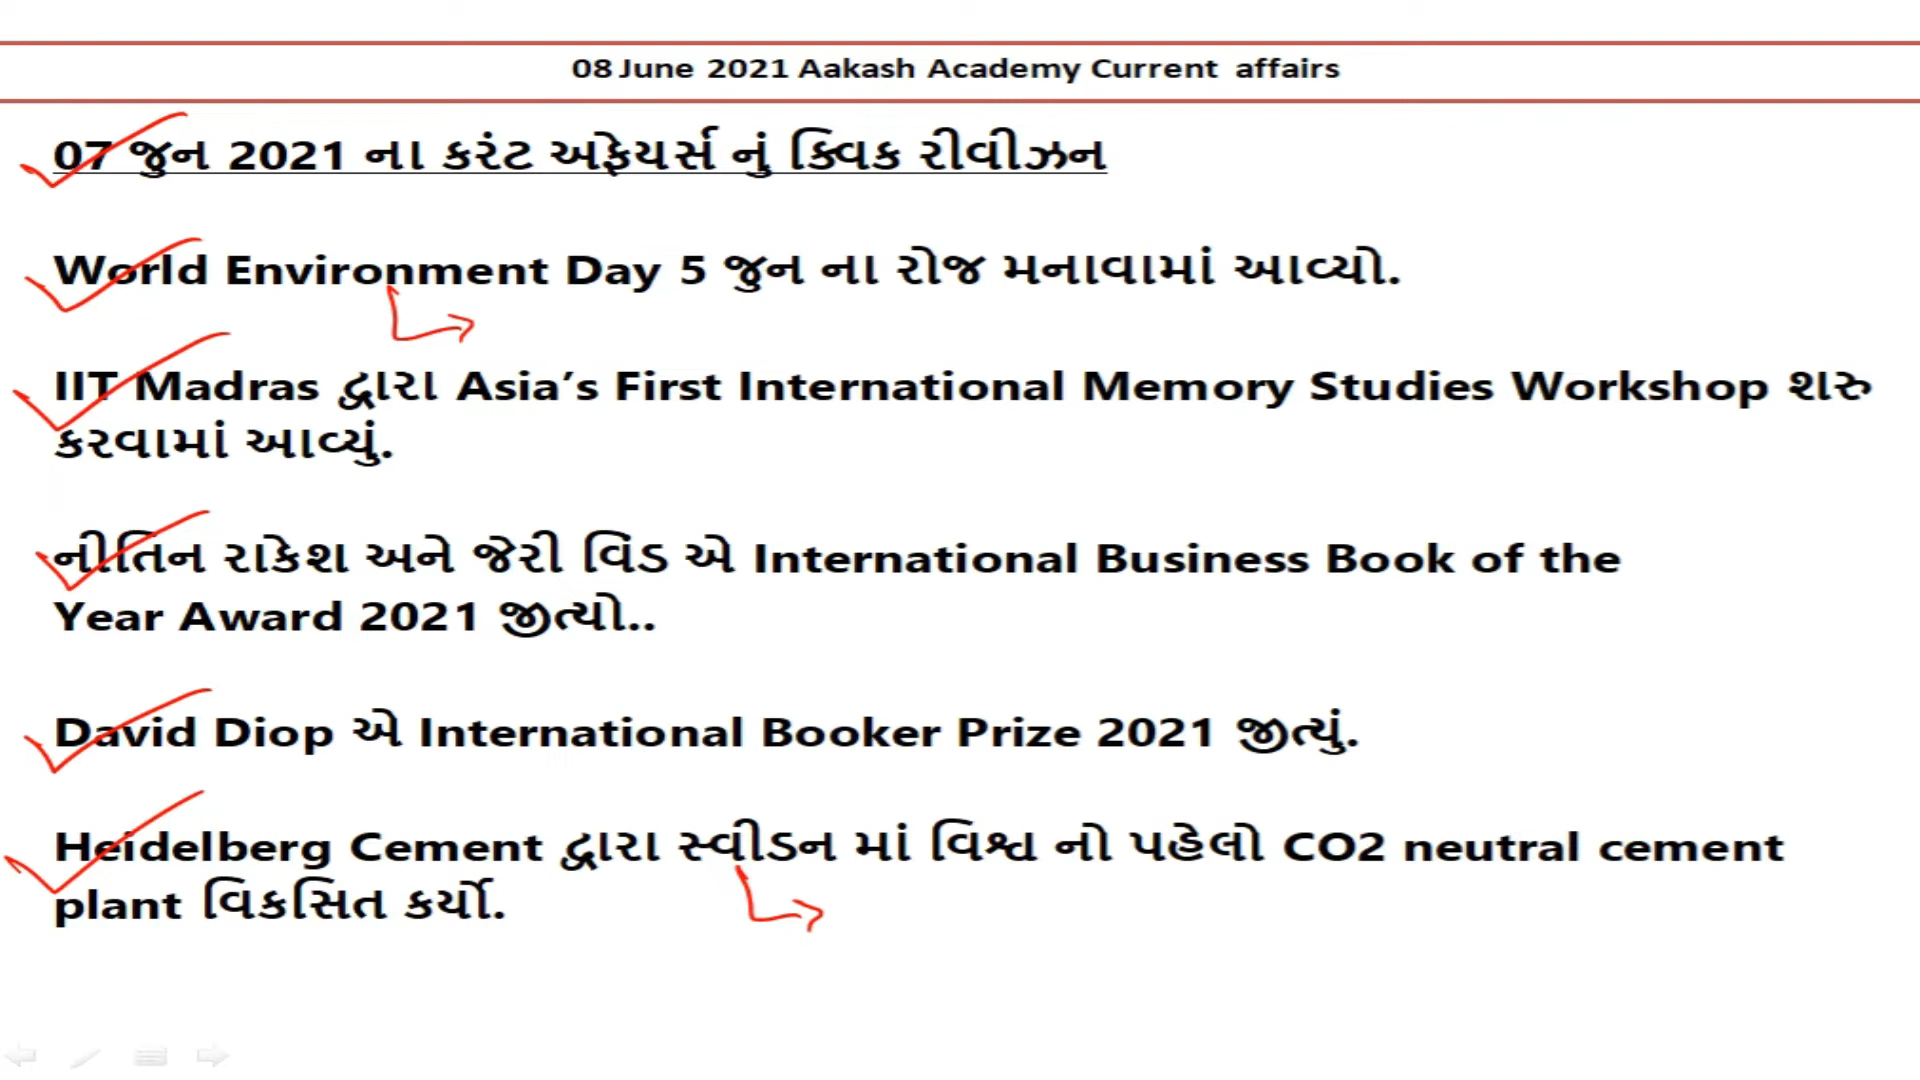 08 June 2021 Aakash Academy Current affairs
07 જુન 2021 ના કરંટ અફેયર્સ નું ક્વિક રીવીઝન
World Environment Day 5 જુન ના રોજ મનાવામાં આવ્યો.
IIT Madras દ્વારા Asia’s First International Memory Studies Workshop શરુ
કરવામાં આવ્યું.
નીતિન રાકેશ અને જેરી વિંડ એ International Business Book of the
Year Award 2021 જીત્યો..
David Diop એ International Booker Prize 2021 જીત્યું.
Heidelberg Cement દ્વારા સ્વીડન માં વિશ્વ નો પહેલો CO2 neutral cement
plant વિકસિત કર્યો.